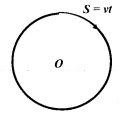 S = vt
O